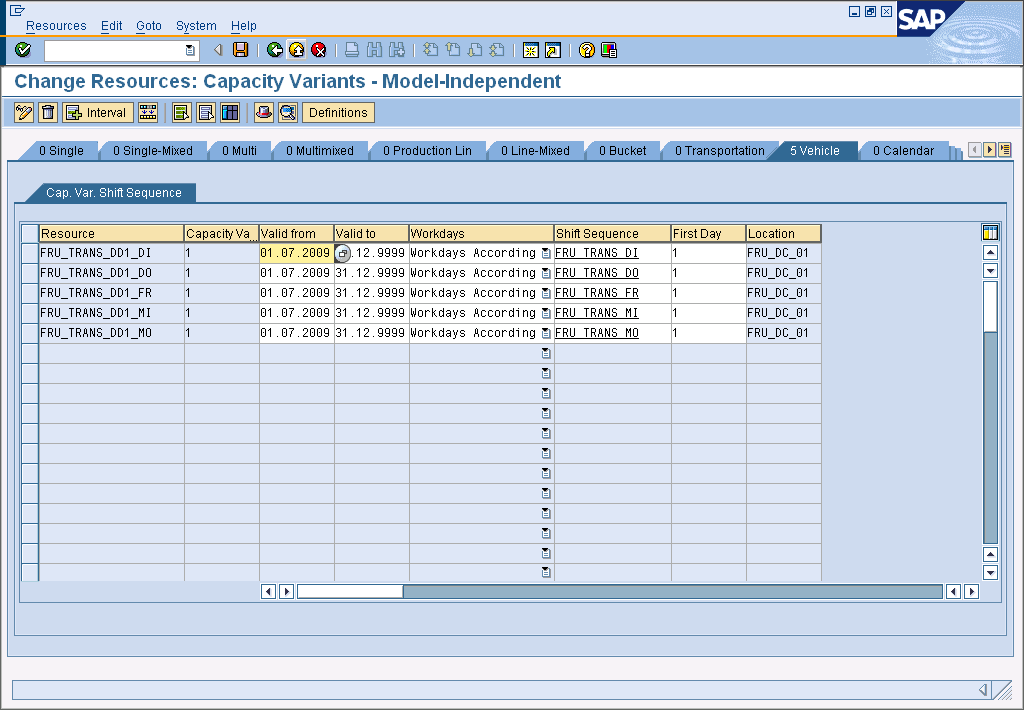 Resources Edit Goto System Help
SAP
Change Resources: Capacity Variants - Model-Independent
Interval Definitions
0 Single 0 Single-Mixed 0 Multi 0 Multimixed 0 Production Lin 0 Line-Mixed 0 Bucket 0 Transportation 5 Vehicle 0 Calendar
Cap. Var. Shift Sequence
Resource Capacity Va... Valid from Valid to Workdays Shift Sequence First Day Location
FRU_TRANS_DD1_DI 1 01.07.2009 .12.9999 Workdays According FRU_TRANS_DI 1 FRU_DC_01
FRU_TRANS_DD1_DO 1 01.07.2009 31.12.9999 Workdays According FRU_TRANS_DO 1 FRU_DC_01
FRU_TRANS_DD1_FR 1 01.07.2009 31.12.9999 Workdays According FRU_TRANS_FR 1 FRU_DC_01
FRU_TRANS_DD1_MI 1 01.07.2009 31.12.9999 Workdays According FRU_TRANS_MI 1 FRU_DC_01
FRU_TRANS_DD1_MO 1 01.07.2009 31.12.9999 Workdays According FRU_TRANS_MO 1 FRU_DC_01